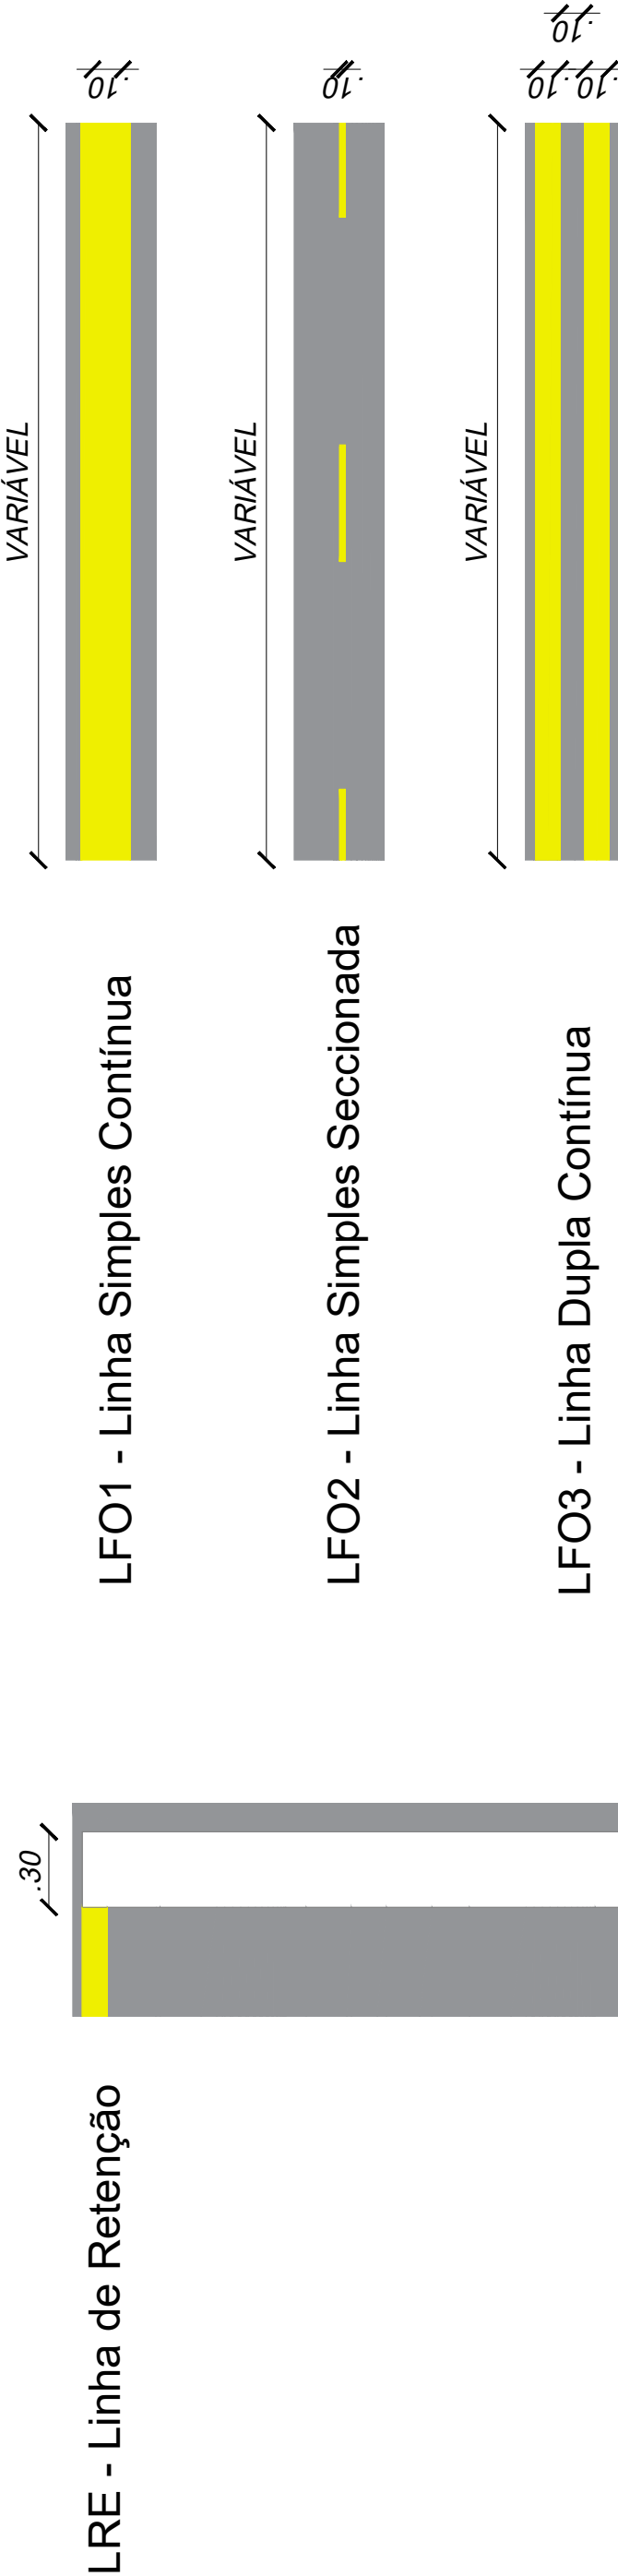 LRE - Linha de Retenção
.30
LFO1 - Linha Simples Contínua
VARIÁVEL
.10
LFO2 - Linha Simples Seccionada
VARIÁVEL
.10
LFO3 - Linha Dupla Contínua
VARIÁVEL
.10
.10
.10